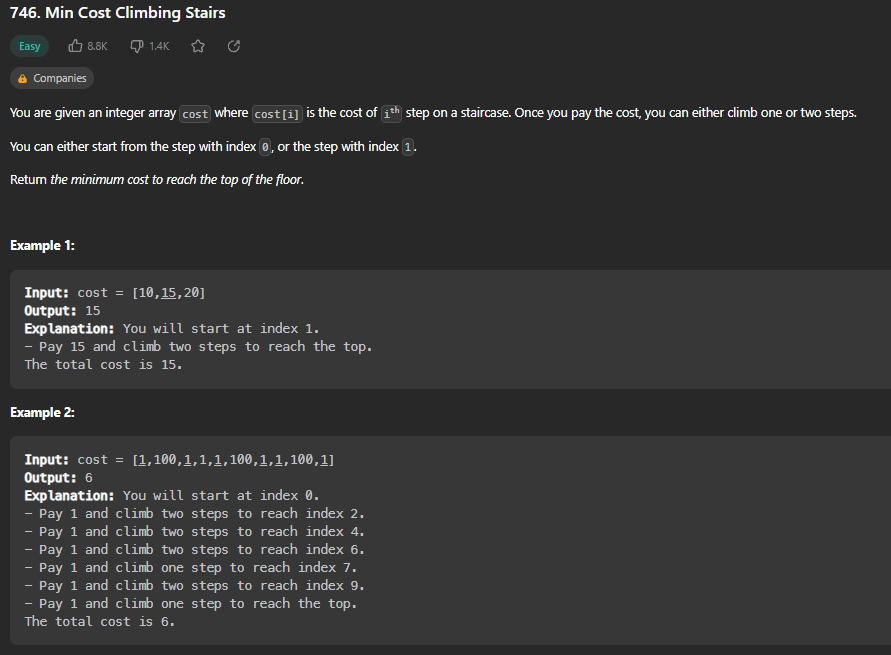 746. Min Cost Climbing Stairs
Easy 8.8K 1.4K
Companies
You are given an integer array cost where cost[i] is the cost of ith step on a staircase. Once you pay the cost, you can either climb one or two steps.
You can either start from the step with index 0, or the step with index 1.
Return the minimum cost to reach the top of the floor.
Example 1:
Input: cost = [10,15,20]
Output: 15
Explanation: You will start at index 1.
- Pay 15 and climb two steps to reach the top.
The total cost is 15.
Example 2:
Input: cost = [1,100,1,1,1,100,1,1,100,1]
Output: 6
Explanation: You will start at index 0.
- Pay 1 and climb two steps to reach index 2.
- Pay 1 and climb two steps to reach index 4.
- Pay 1 and climb two steps to reach index 6.
- Pay 1 and climb one step to reach index 7.
- Pay 1 and climb two steps to reach index 9.
- Pay 1 and climb one step to reach the top.
The total cost is 6.